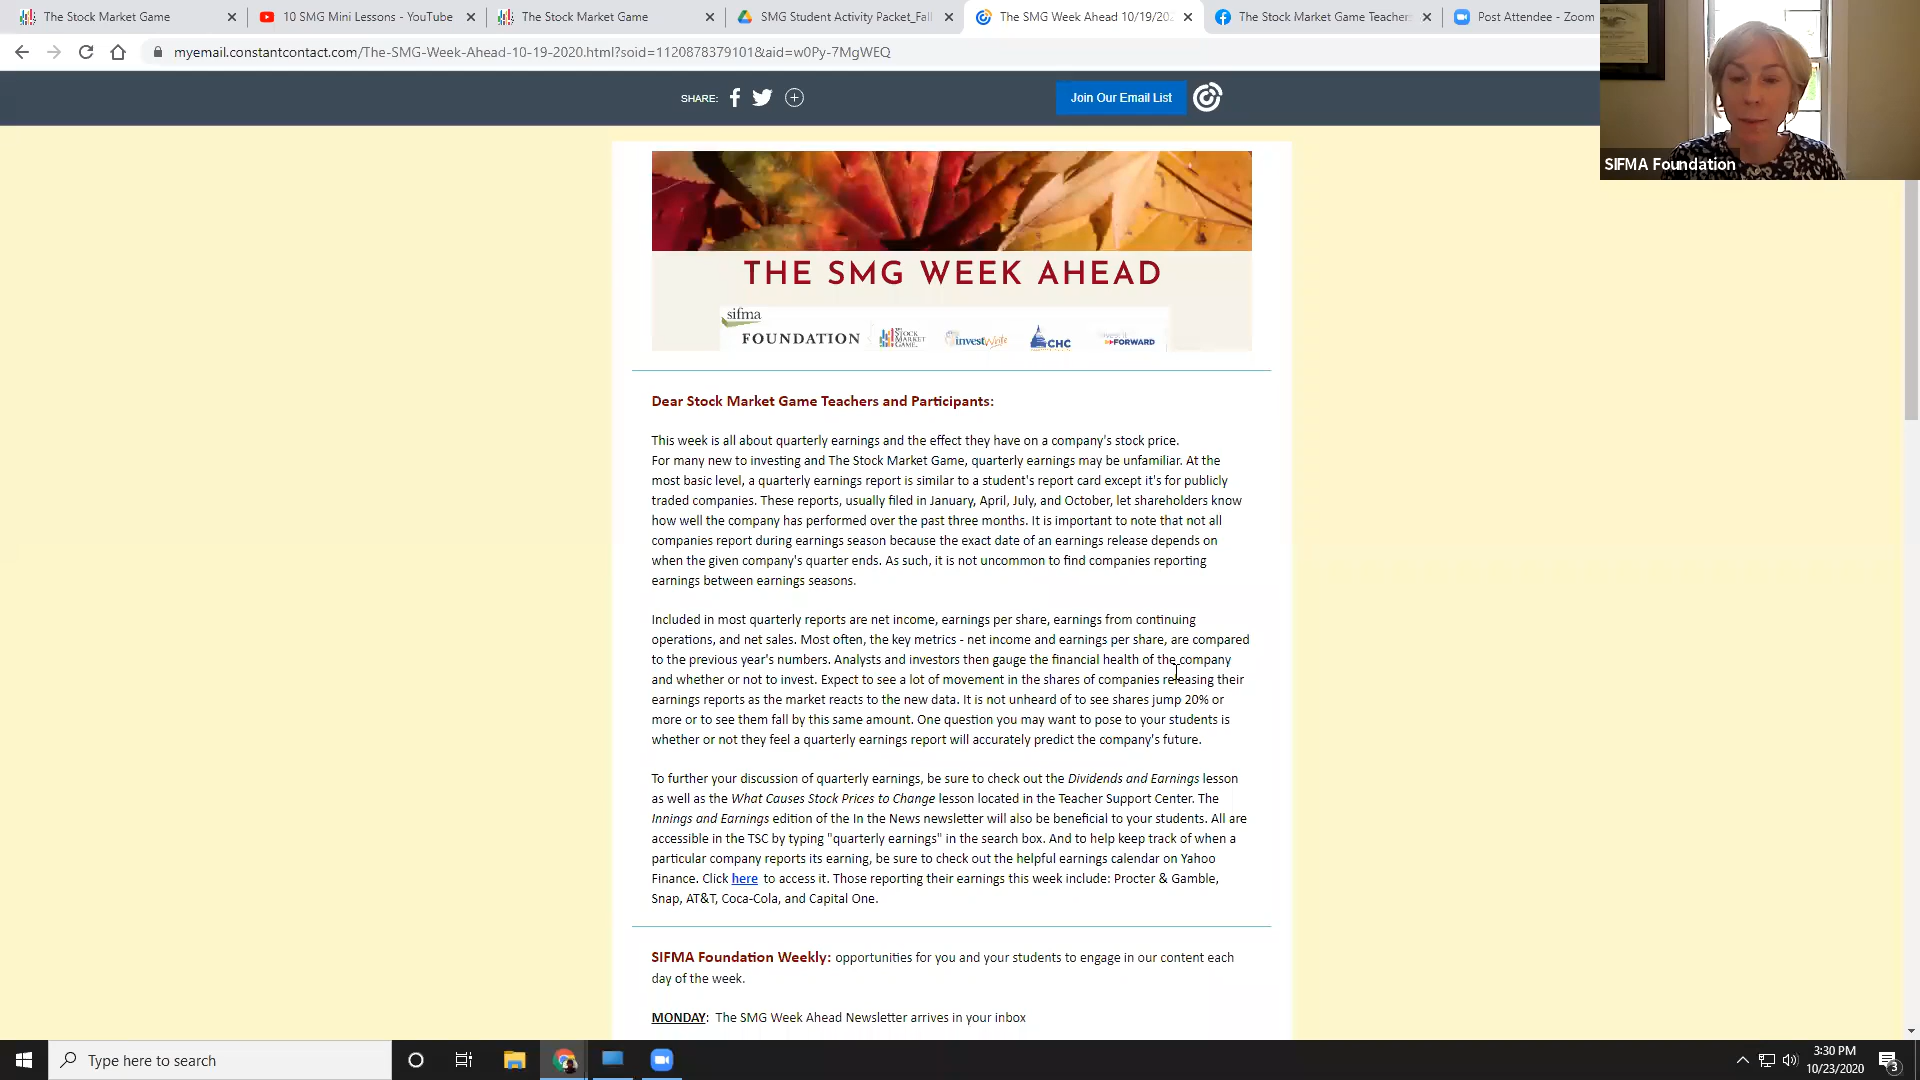 The Stock Market Game
10 SMG Mini Lessons - YouTube
The Stock Market Game
SMG Student Activity Packet_Fall
The SMG Week Ahead 10/19/202
The Stock Market Game Teacher
Post Attendee - Zoom
myemail.constantcontact.com/The-SMG-Week-Ahead-10-19-2020.html?soid=1120878379101&aid=w0Py-7MgWEQ
SHARE:
Join Our Email List
SIFMA Foundation
THE SMG WEEK AHEAD
sifma
FOUNDATION
THE STOCK MARKET GAME
investwrite
CHC
FORWARD
Dear Stock Market Game Teachers and Participants:
This week is all about quarterly earnings and the effect they have on a company's stock price.
For many new to investing and The Stock Market Game, quarterly earnings may be unfamiliar. At the
most basic level, a quarterly earnings report is similar to a student's report card except it's for publicly
traded companies. These reports, usually filed in January, April, July, and October, let shareholders know
how well the company has performed over the past three months. It is important to note that not all
companies report during earnings season because the exact date of an earnings release depends on
when the given company's quarter ends. As such, it is not uncommon to find companies reporting
earnings between earnings seasons.
Included in most quarterly reports are net income, earnings per share, earnings from continuing
operations, and net sales. Most often, the key metrics - net income and earnings per share, are compared
to the previous year's numbers. Analysts and investors then gauge the financial health of the company
and whether or not to invest. Expect to see a lot of movement in the shares of companies releasing their
earnings reports as the market reacts to the new data. It is not unheard of to see shares jump 20% or
more or to see them fall by this same amount. One question you may want to pose to your students is
whether or not they feel a quarterly earnings report will accurately predict the company's future.
To further your discussion of quarterly earnings, be sure to check out the Dividends and Earnings lesson
as well as the What Causes Stock Prices to Change lesson located in the Teacher Support Center. The
Innings and Earnings edition of the In the News newsletter will also be beneficial to your students. All are
accessible in the TSC by typing "quarterly earnings" in the search box. And to help keep track of when a
particular company reports its earning, be sure to check out the helpful earnings calendar on Yahoo
Finance. Click here to access it. Those reporting their earnings this week include: Procter & Gamble,
Snap, AT&T, Coca-Cola, and Capital One.
SIFMA Foundation Weekly: opportunities for you and your students to engage in our content each
day of the week.
MONDAY: The SMG Week Ahead Newsletter arrives in your inbox
Type here to search
3:30 PM
10/23/2020
3